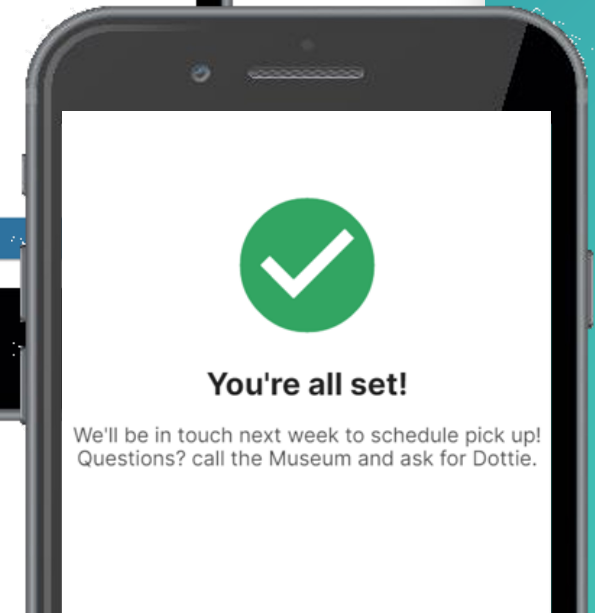 You're all set!
We'll be in touch next week to schedule pick up!
Questions? call the Museum and ask for Dottie.